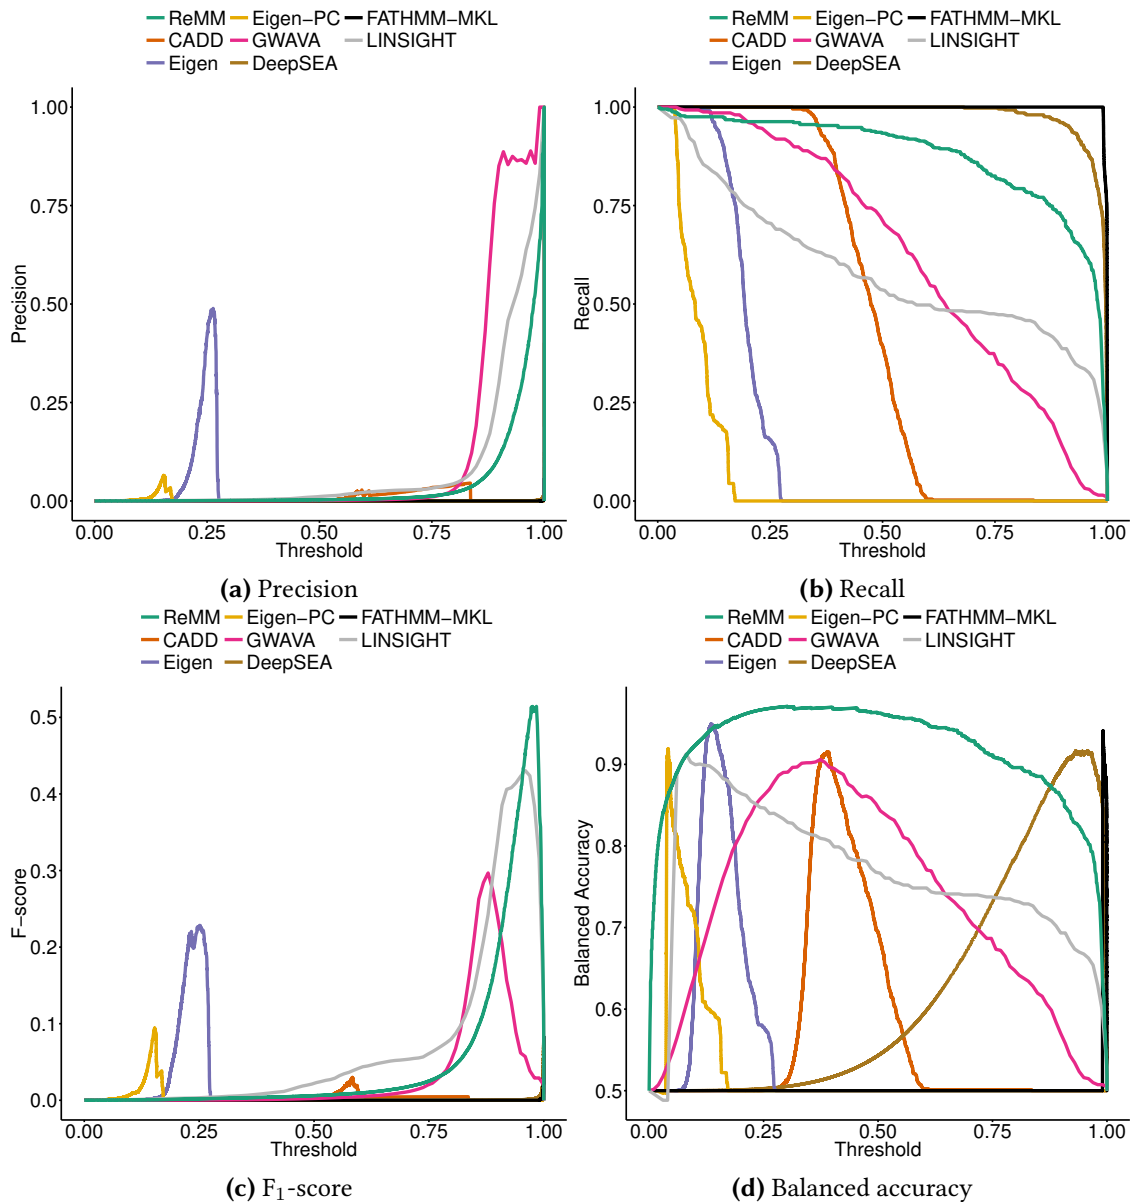 ReMM Eigen−PC FATHMM−MKL
CADD GWAVA LINSIGHT
Eigen DeepSEA
1.00
0.75
0.50
0.25
0.00
Precision
0.00 0.25 0.50 0.75 1.00
Threshold
(a) Precision
ReMM Eigen−PC FATHMM−MKL
CADD GWAVA LINSIGHT
Eigen DeepSEA
1.00
0.75
0.50
0.25
0.00
Recall
0.00 0.25 0.50 0.75 1.00
Threshold
(b) Recall
ReMM Eigen−PC FATHMM−MKL
CADD GWAVA LINSIGHT
Eigen DeepSEA
0.5
0.4
0.3
0.2
0.1
0.0
F−score
0.00 0.25 0.50 0.75 1.00
Threshold
(c) F₁-score
ReMM Eigen−PC FATHMM−MKL
CADD GWAVA LINSIGHT
Eigen DeepSEA
0.9
0.8
0.7
0.6
0.5
Balanced Accuracy
0.00 0.25 0.50 0.75 1.00
Threshold
(d) Balanced accuracy